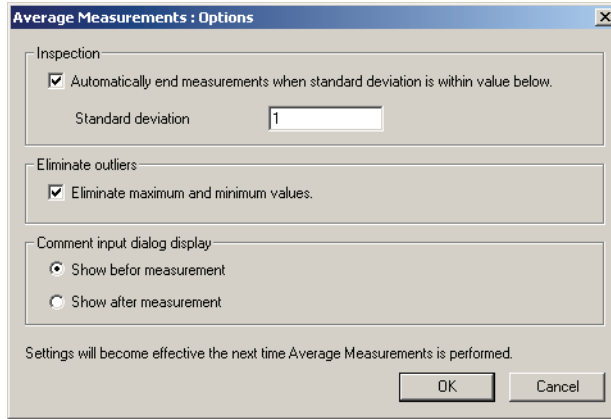 Average Measurements : Options
Inspection
Automatically end measurements when standard deviation is within value below.
Standard deviation 1
Eliminate outliers
Eliminate maximum and minimum values.
Comment input dialog display
Show befor measurement
Show after measurement
Settings will become effective the next time Average Measurements is performed.
OK Cancel